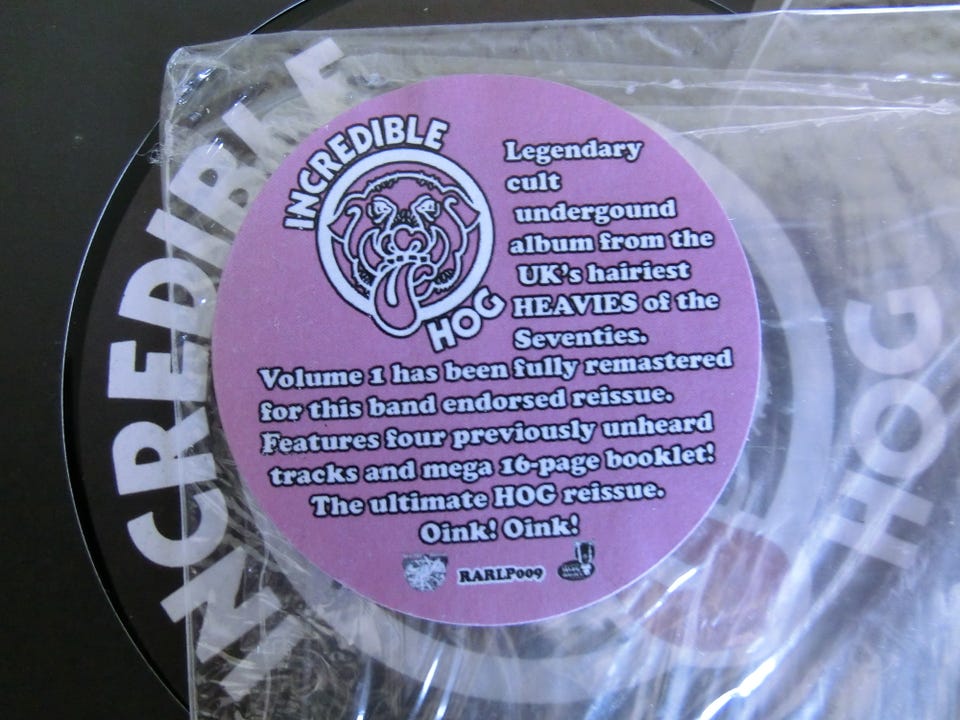 INCREDIBLE
HOG
INCREDIBLE
HOG
Legendary
cult
undergound
album from the
UK's hairiest
HEAVIES of the
Seventies.
Volume 1 has been fully remastered
for this band endorsed reissue.
Features four previously unheard
tracks and mega 16-page booklet!
The ultimate HOG reissue.
Oink! Oink!
RARLP009